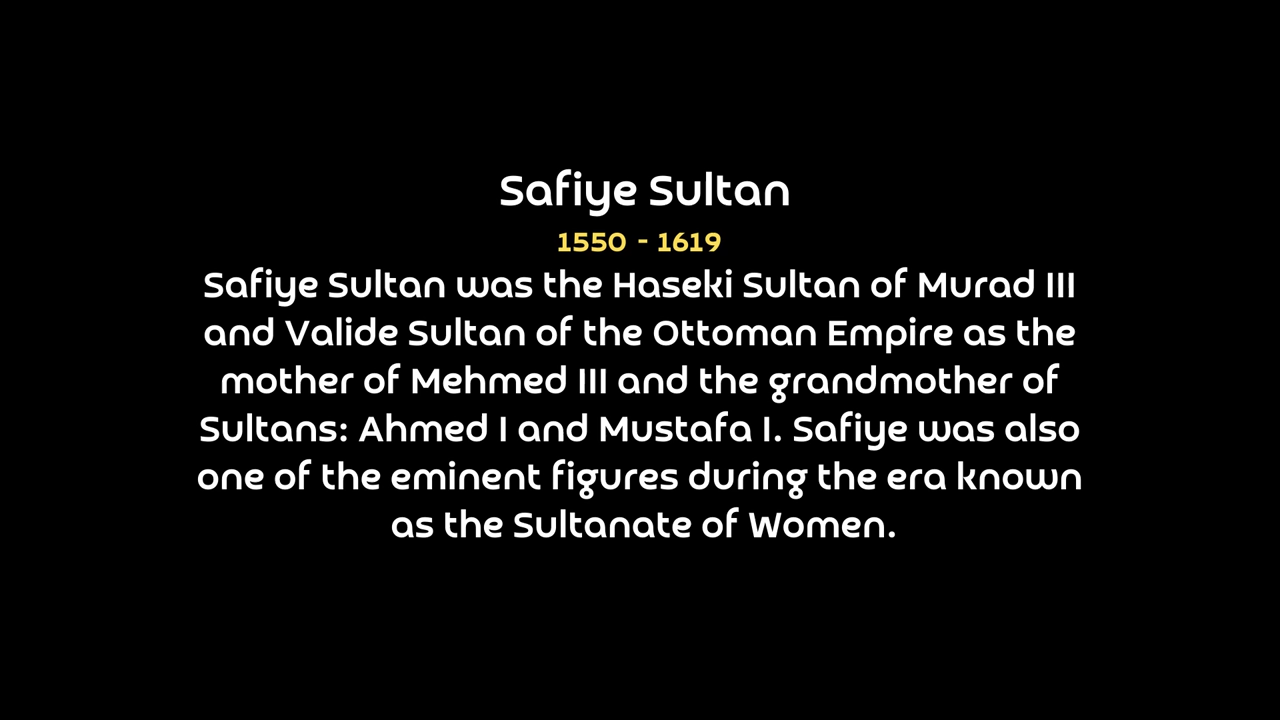 Safiye Sultan
1550 - 1619
Safiye Sultan was the Haseki Sultan of Murad III
and Valide Sultan of the Ottoman Empire as the
mother of Mehmed III and the grandmother of
Sultans: Ahmed I and Mustafa I. Safiye was also
one of the eminent figures during the era known
as the Sultanate of Women.